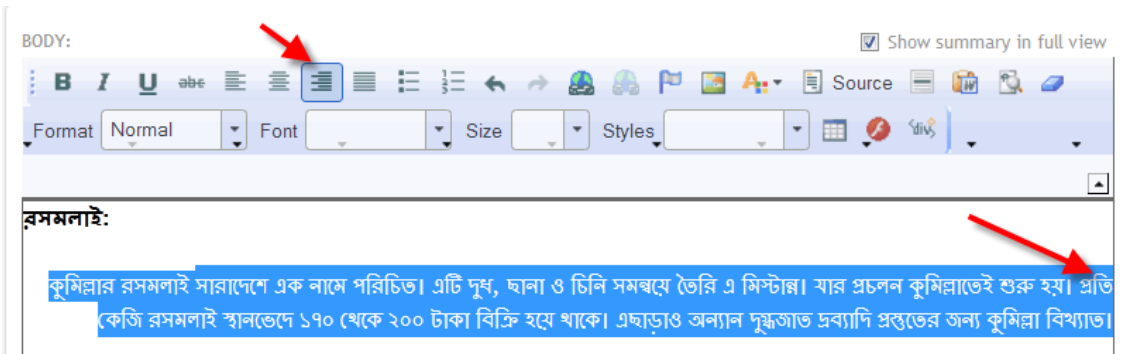 BODY:
Show summary in full view
B I U abc Source
Format Normal Font Size Styles
রসমলাই:
কুমিল্লার রসমলাই সারাদেশে এক নামে পরিচিত। এটি দুধ, ছানা ও চিনি সমন্বয়ে তৈরি এ মিস্টান্ন। যার প্রচলন কুমিল্লাতেই শুরু হয়। প্রতি
কেজি রসমলাই স্থানভেদে ১৭০ থেকে ২০০ টাকা বিক্রি হয়ে থাকে। এছাড়াও অন্যান দুগ্ধজাত দ্রব্যাদি প্রস্তুতের জন্য কুমিল্লা বিখ্যাত।